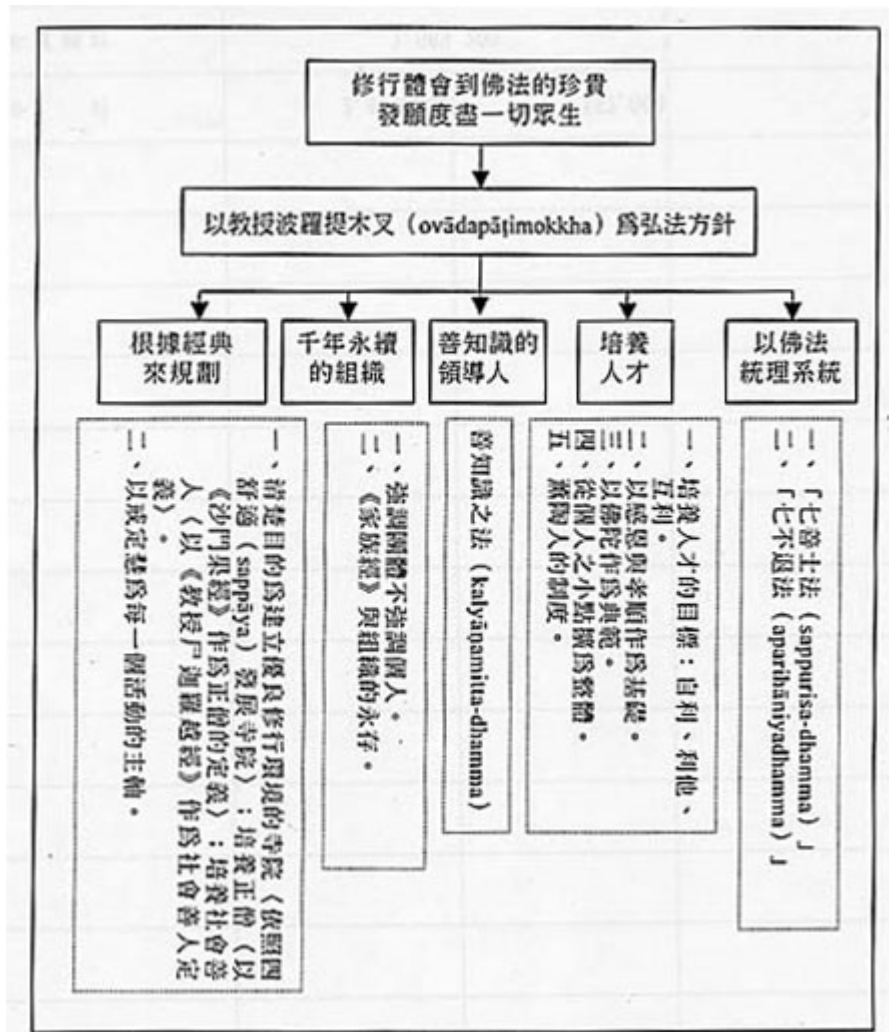 修行體會到佛法的珍貴
發願度盡一切眾生
以教授波羅提木叉(ovādapāṭimokkha)爲弘法方針
根據經典
來規劃
千年永續
的組織
善知識的
領導人
培養
人才
以佛法
統理系統
一、清楚目的爲建立優良修行環境的寺院〈依照四
舒適(sappāya)發展寺院〉;培養正僧(以
《沙門果經》作爲正僧的定義);培養社會善
人〈以《教授尸迦羅越經》作爲社會善人定
義〉。
二、以戒定慧爲每一個活動的主軸。
一、強調團體不強調個人。
二、《家族經》與組織的永存。
善知識之法(kalyāṇamitta-dhamma)
一、培養人才的目標:自利、利他、
互利。
二、以感恩與孝順作爲基礎。
三、以佛陀作爲典範。
四、從個人之小點擴爲整體。
五、薰陶人的制度。
一、「七善士法(sappurisa-dhamma)」
二、「七不退法(aparihāniyadhamma)」